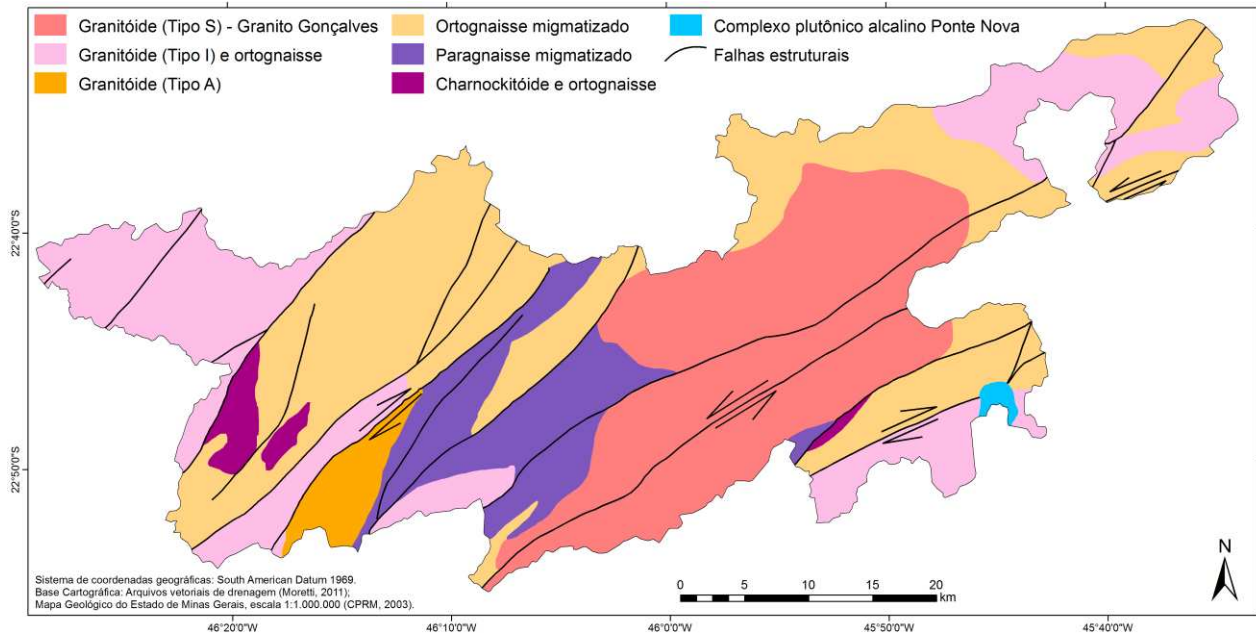 Granitóide (Tipo S) - Granito Gonçalves
Granitóide (Tipo I) e ortognaisse
Granitóide (Tipo A)
Ortognaisse migmatizado
Paragnaisse migmatizado
Charnockitóide e ortognaisse
Complexo plutônico alcalino Ponte Nova
Falhas estruturais
22°40'0"S
22°50'0"S
Sistema de coordenadas geográficas: South American Datum 1969.
Base Cartográfica: Arquivos vetoriais de drenagem (Moretti, 2011);
Mapa Geológico do Estado de Minas Gerais, escala 1:1.000.000 (CPRM, 2003).
0 5 10 15 20
km
N
46°20'0"W 46°10'0"W 46°0'0"W 45°50'0"W 45°40'0"W